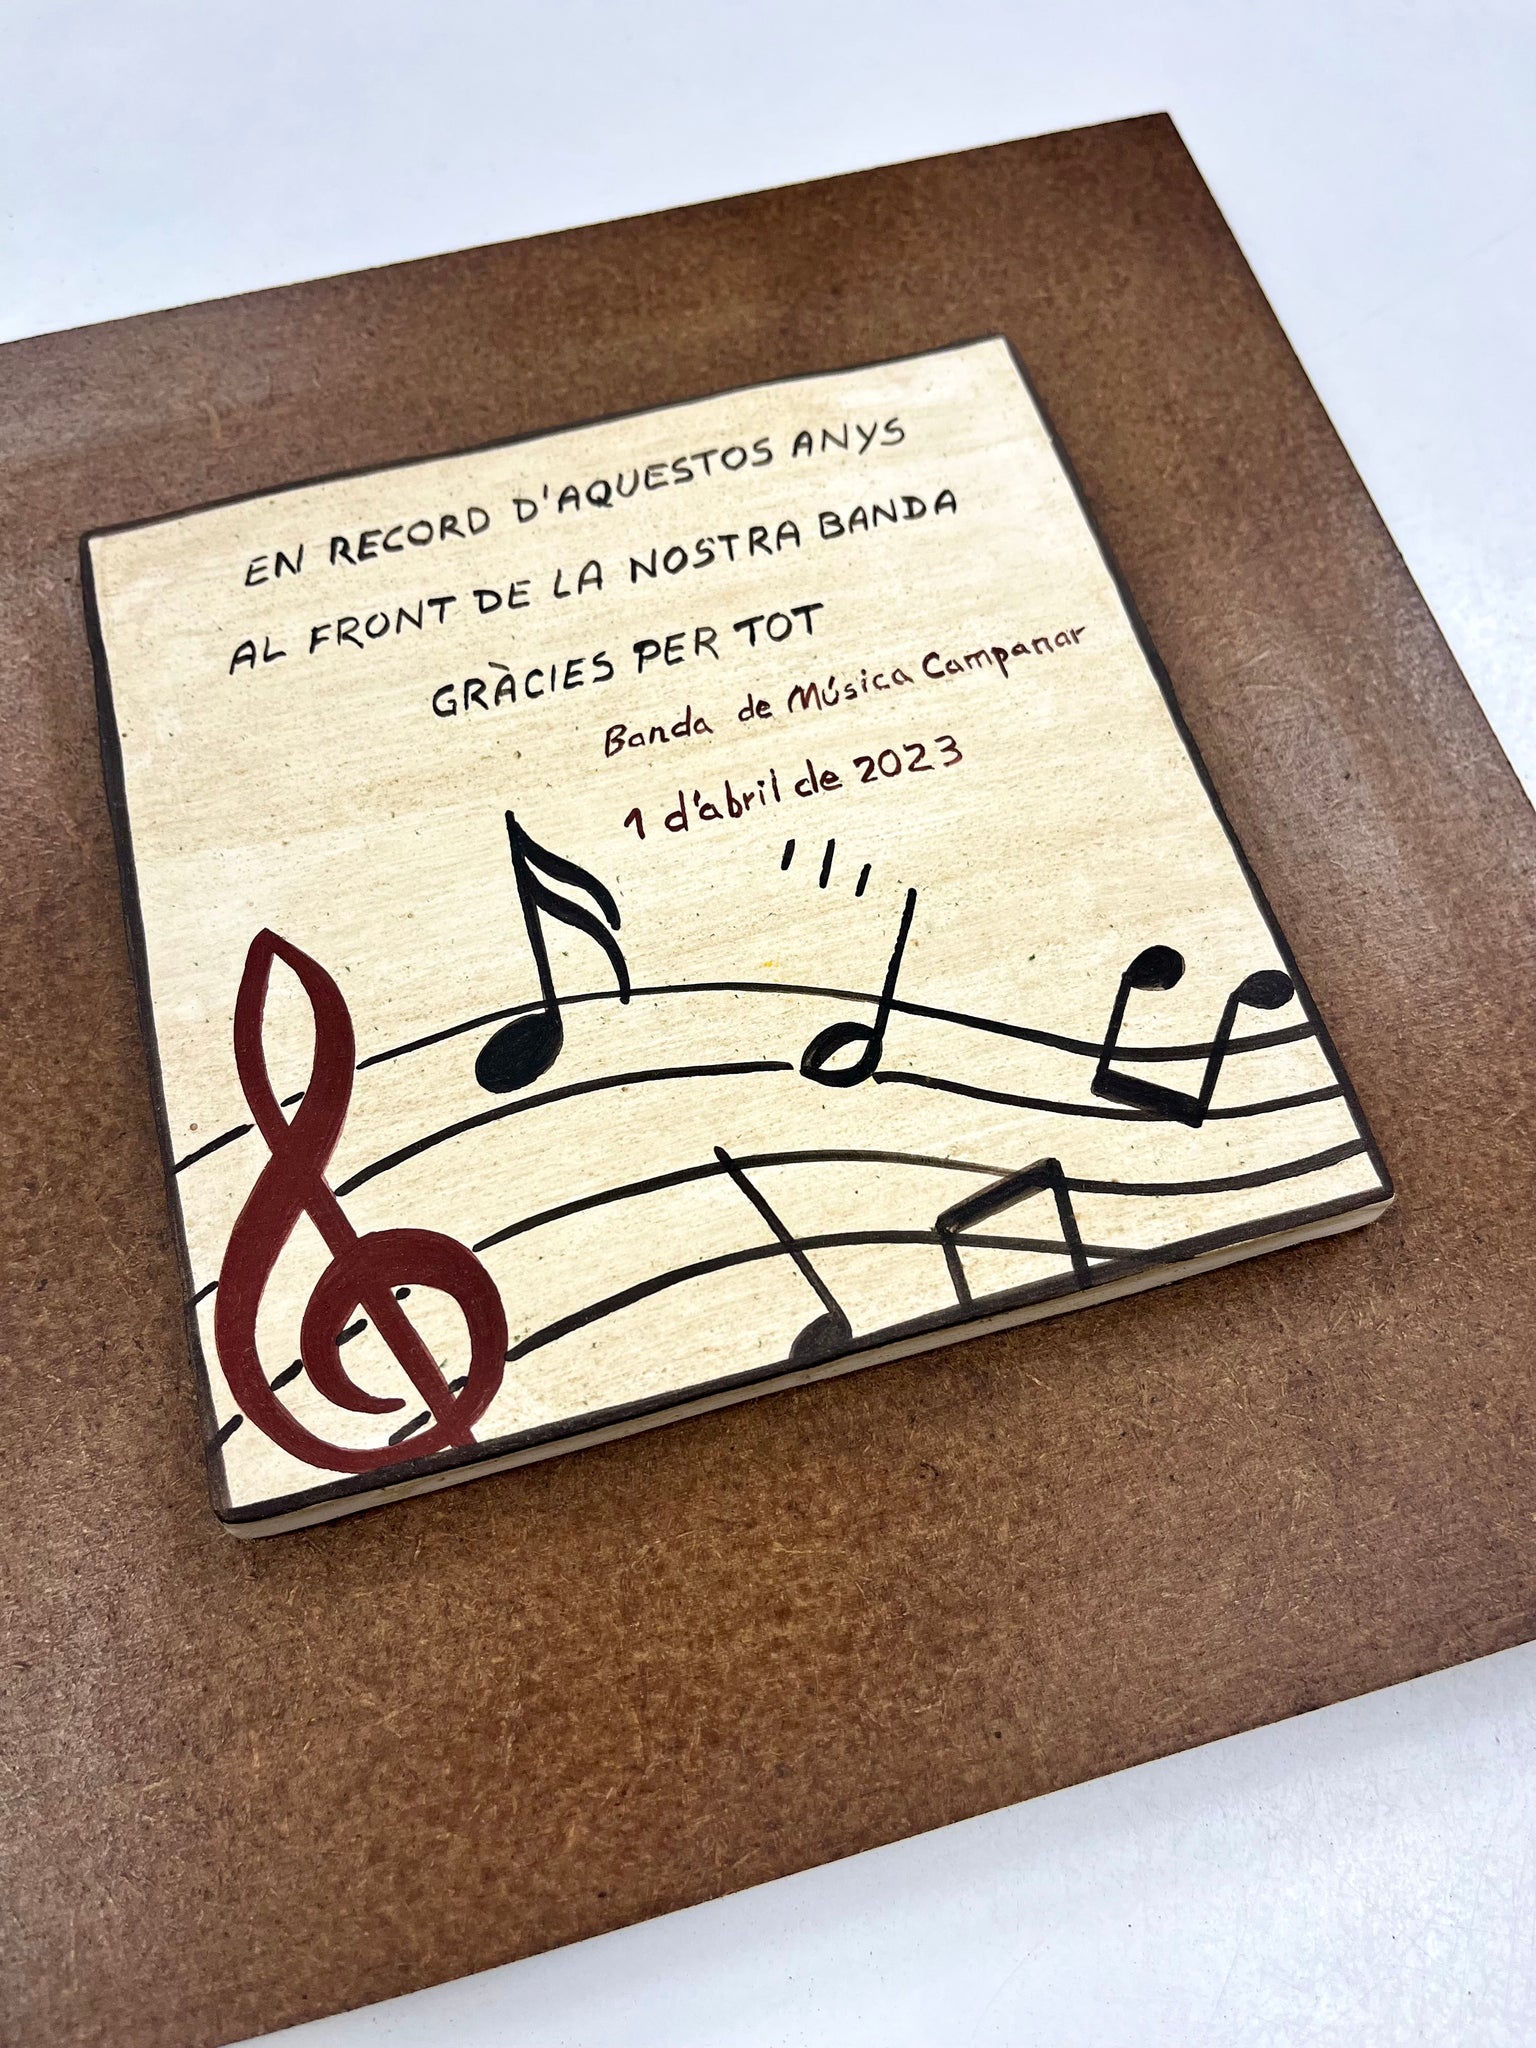 EN RECORD D'AQUESTOS ANYS
AL FRONT DE LA NOSTRA BANDA
GRÀCIES PER TOT
Banda de Música Campanar
1 d'abril de 2023